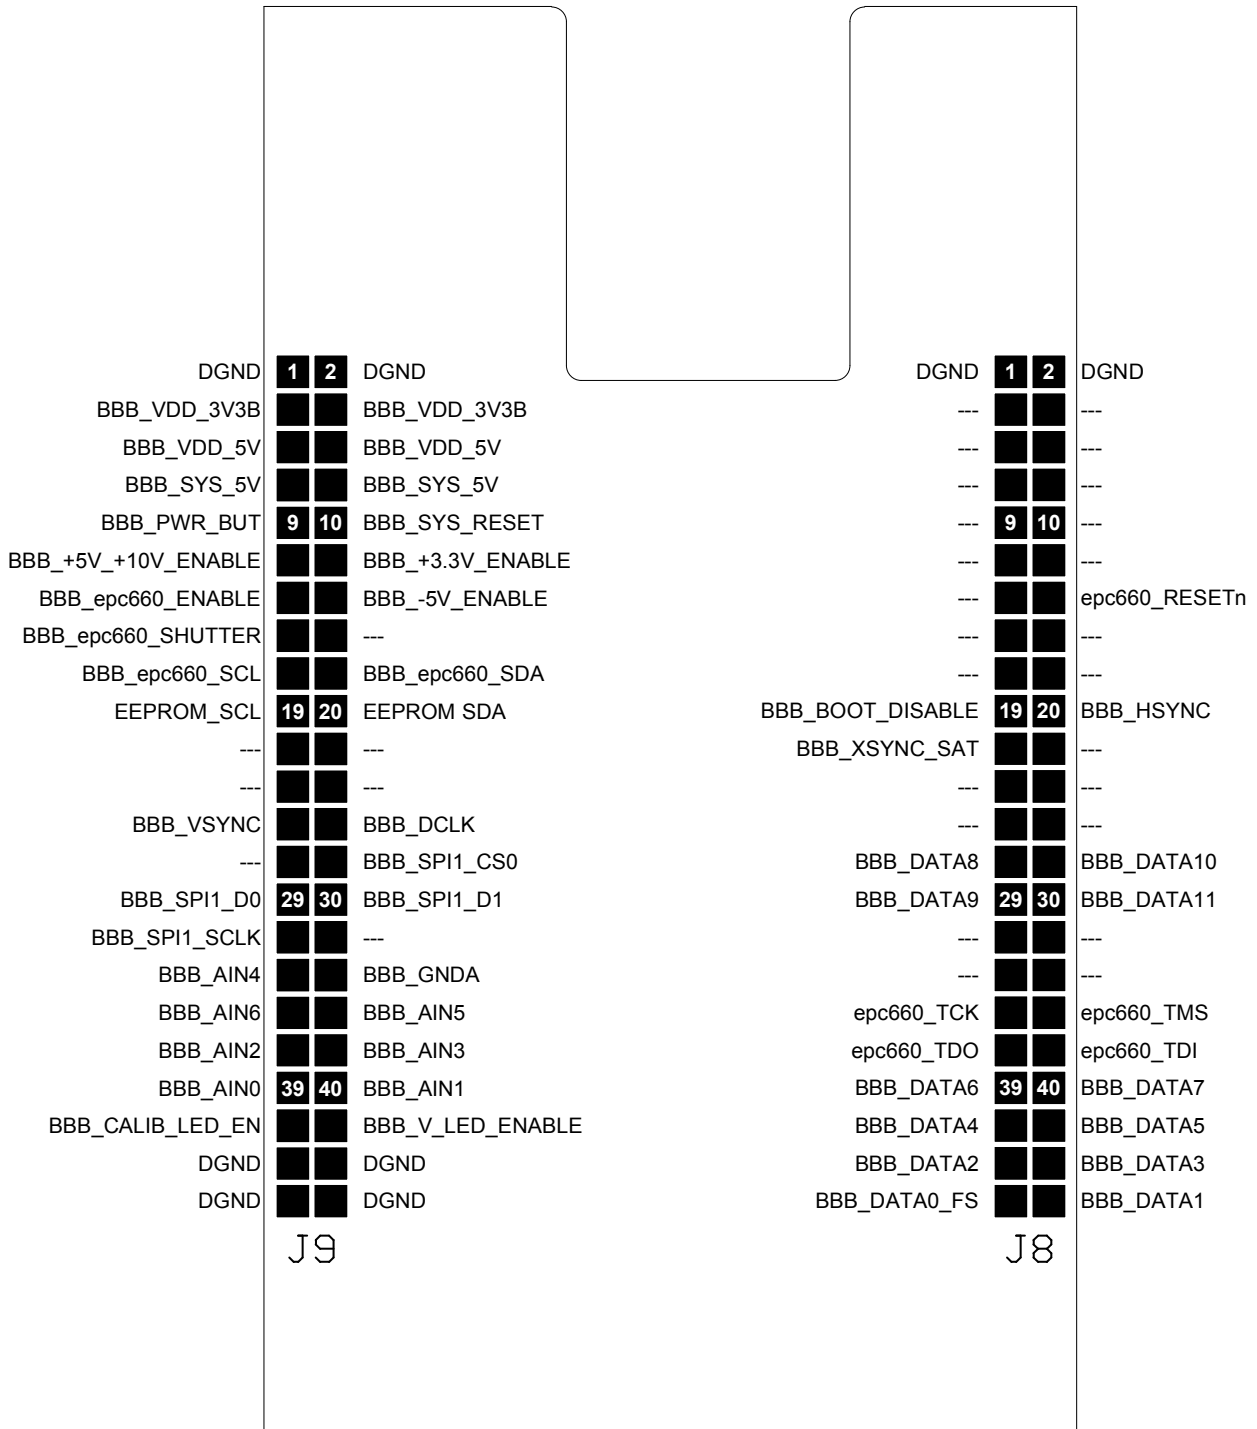 DGND 1 2 DGND DGND 1 2 DGND
BBB_VDD_3V3B BBB_VDD_3V3B --- ---
BBB_VDD_5V BBB_VDD_5V --- ---
BBB_SYS_5V BBB_SYS_5V --- ---
BBB_PWR_BUT 9 10 BBB_SYS_RESET --- 9 10 ---
BBB_+5V_+10V_ENABLE BBB_+3.3V_ENABLE --- ---
BBB_epc660_ENABLE BBB_-5V_ENABLE --- epc660_RESETn
BBB_epc660_SHUTTER --- --- ---
BBB_epc660_SCL BBB_epc660_SDA --- ---
EEPROM_SCL 19 20 EEPROM SDA BBB_BOOT_DISABLE 19 20 BBB_HSYNC
--- --- BBB_XSYNC_SAT ---
--- --- --- ---
BBB_VSYNC BBB_DCLK --- ---
--- BBB_SPI1_CS0 BBB_DATA8 BBB_DATA10
BBB_SPI1_D0 29 30 BBB_SPI1_D1 BBB_DATA9 29 30 BBB_DATA11
BBB_SPI1_SCLK --- --- ---
BBB_AIN4 BBB_GNDA --- ---
BBB_AIN6 BBB_AIN5 epc660_TCK epc660_TMS
BBB_AIN2 BBB_AIN3 epc660_TDO epc660_TDI
BBB_AIN0 39 40 BBB_AIN1 BBB_DATA6 39 40 BBB_DATA7
BBB_CALIB_LED_EN BBB_V_LED_ENABLE BBB_DATA4 BBB_DATA5
DGND DGND BBB_DATA2 BBB_DATA3
DGND DGND BBB_DATA0_FS BBB_DATA1
J9 J8